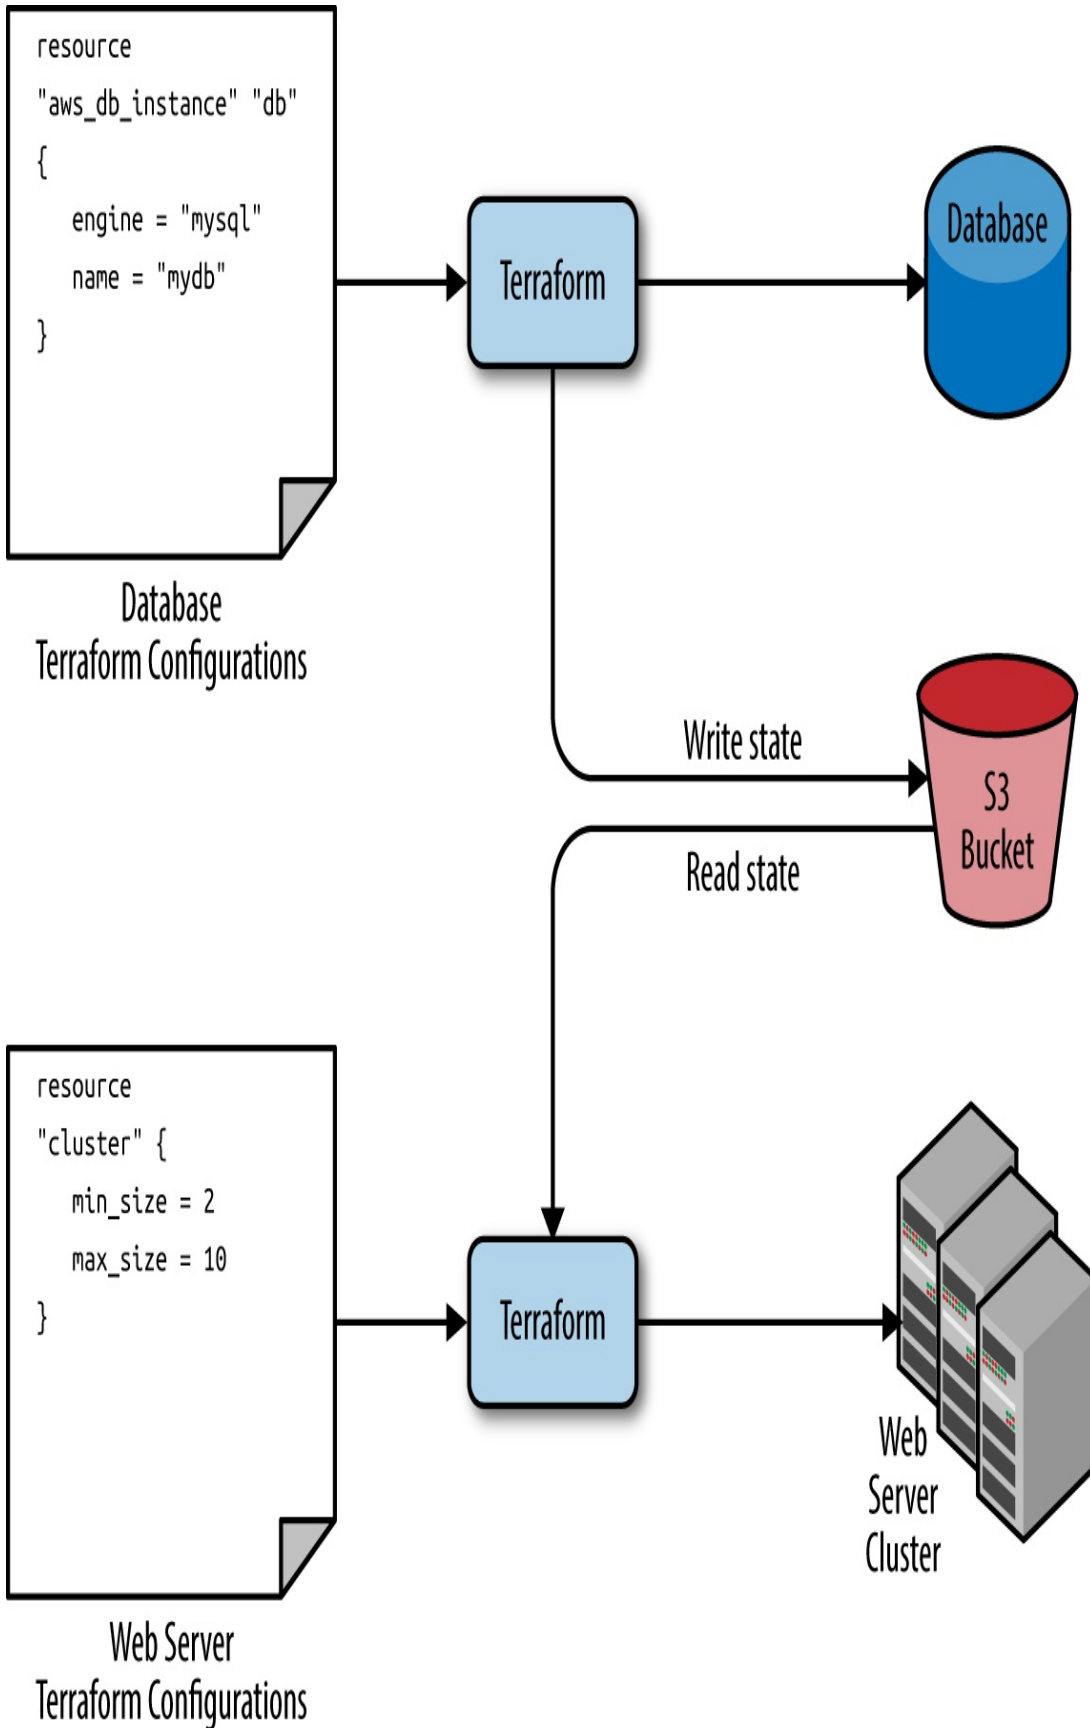 resource
"aws_db_instance" "db"
{
engine = "mysql"
name = "mydb"
}
Terraform
Database
Database
Terraform Configurations
Write state
S3
Bucket
Read state
resource
"cluster" {
min_size = 2
max_size = 10
}
Terraform
Web
Server
Cluster
Web Server
Terraform Configurations